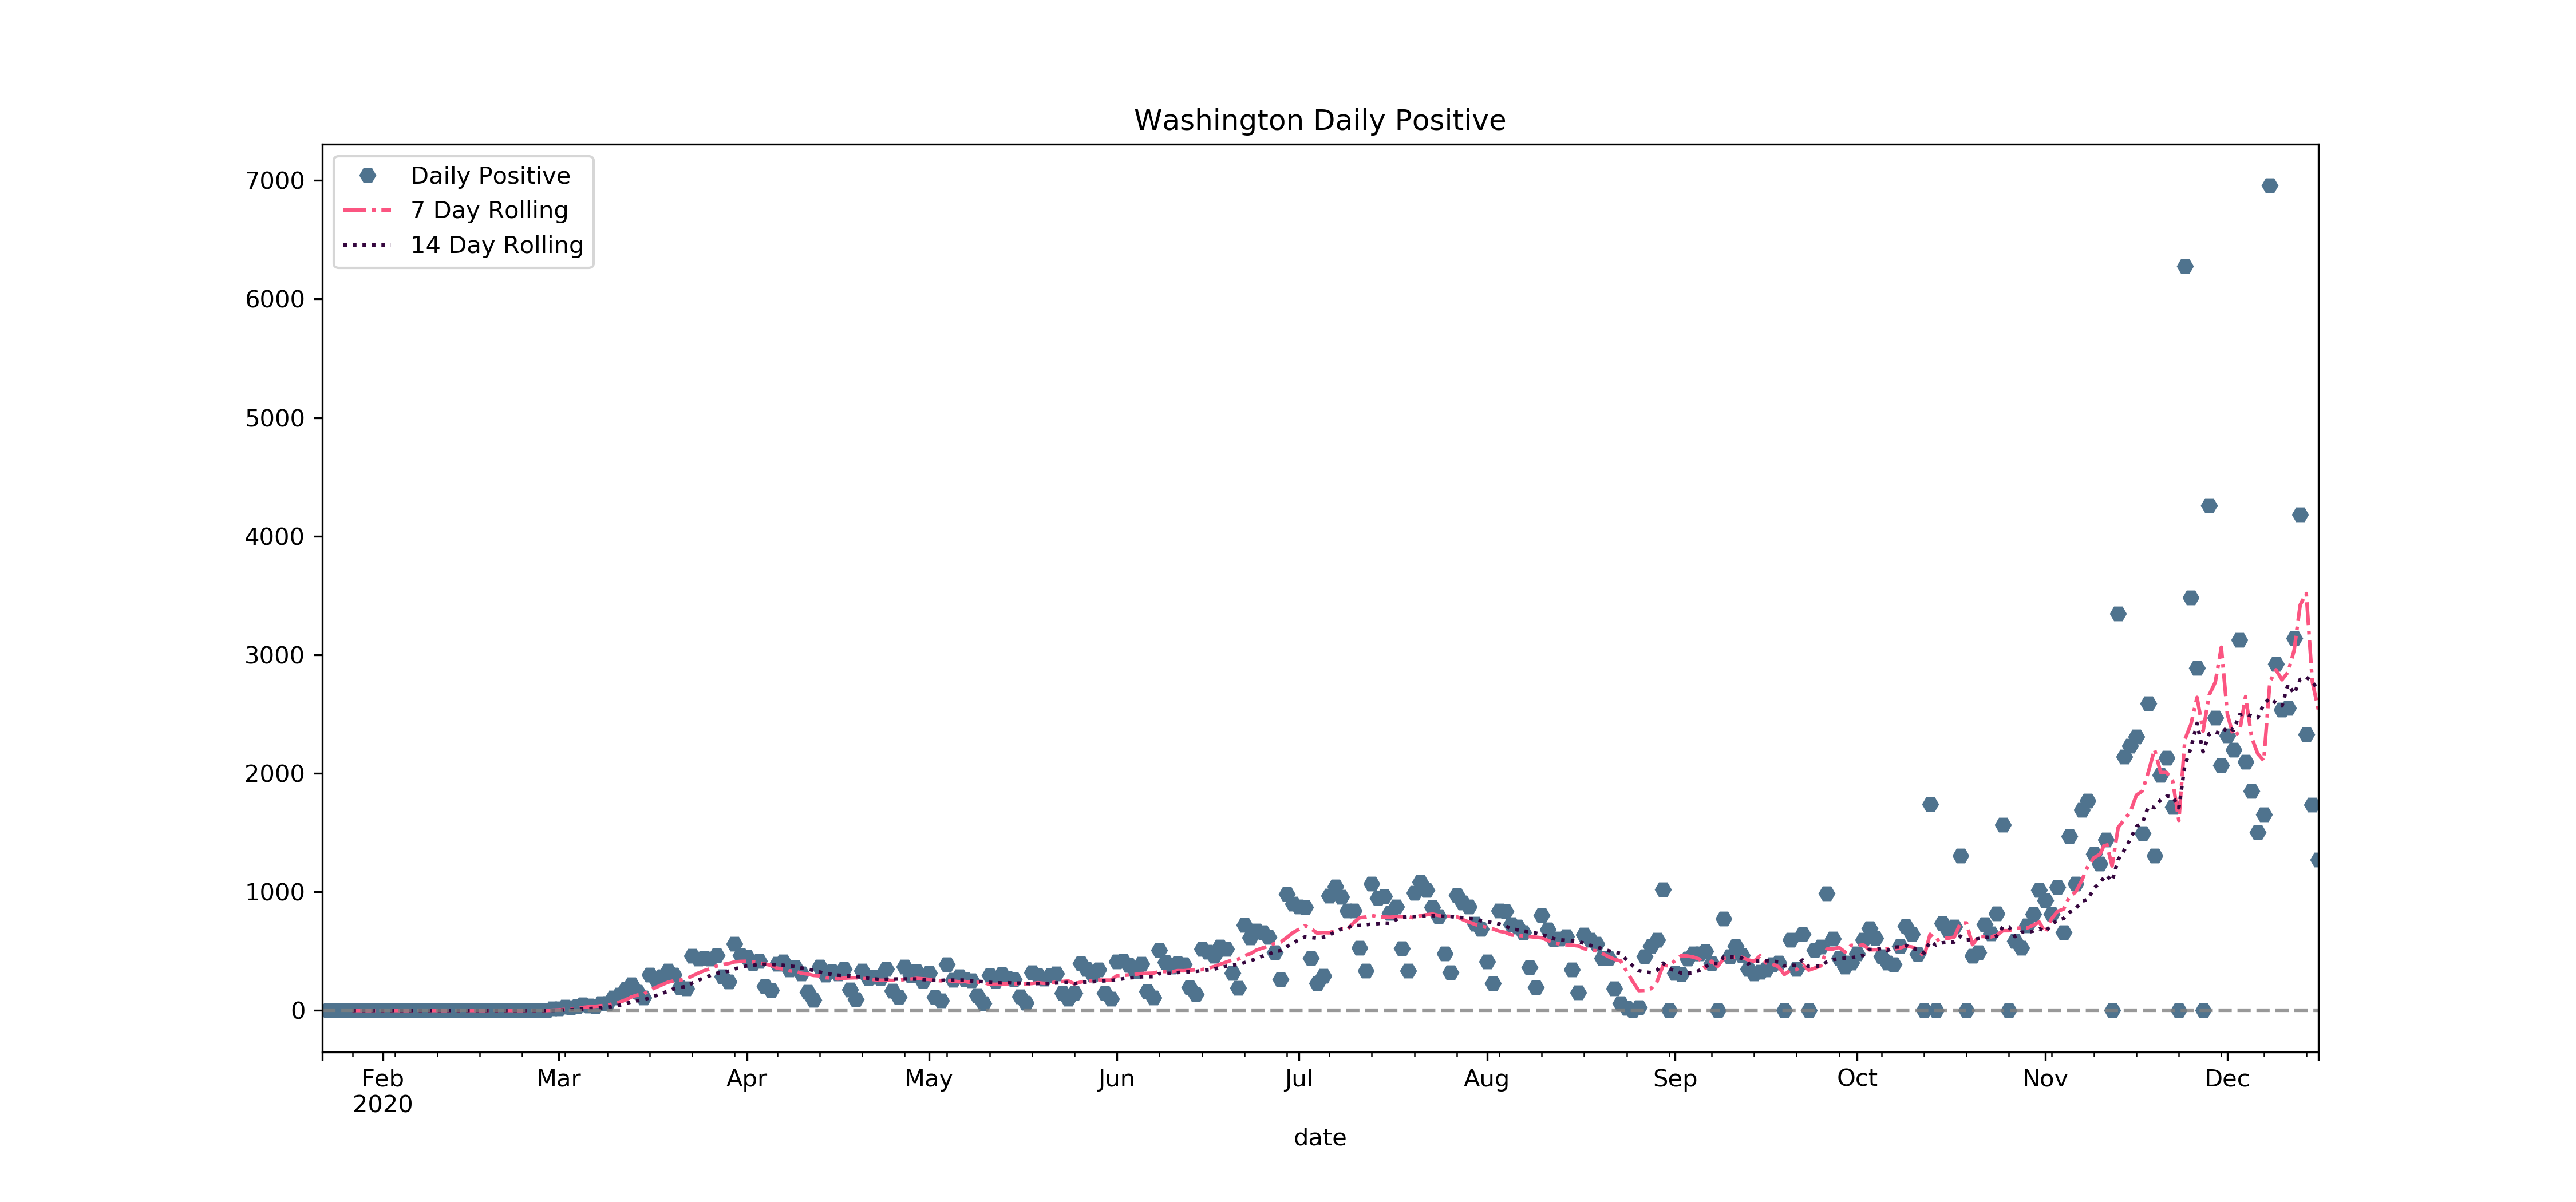 Washington Daily Positive
Daily Positive
7 Day Rolling
14 Day Rolling
7000
6000
5000
4000
3000
2000
1000
0
Feb Mar Apr May Jun Jul Aug Sep Oct Nov Dec
2020
date